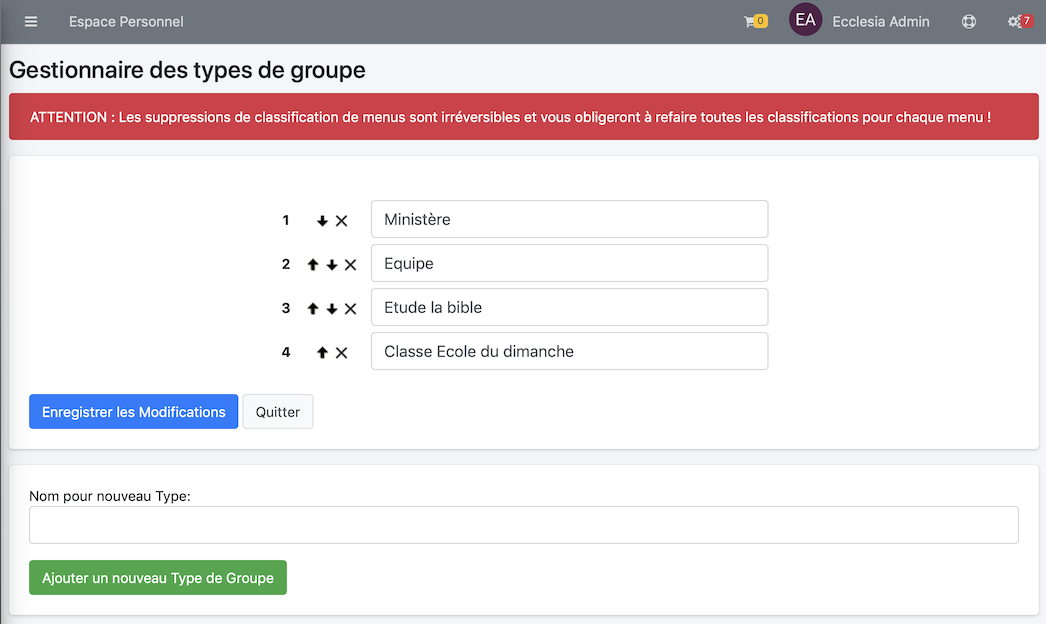 Espace Personnel
0
EA
Ecclesia Admin
7
Gestionnaire des types de groupe
ATTENTION : Les suppressions de classification de menus sont irréversibles et vous obligeront à refaire toutes les classifications pour chaque menu !
1 Ministère
2 Equipe
3 Etude la bible
4 Classe Ecole du dimanche
Enregistrer les Modifications Quitter
Nom pour nouveau Type:
Ajouter un nouveau Type de Groupe